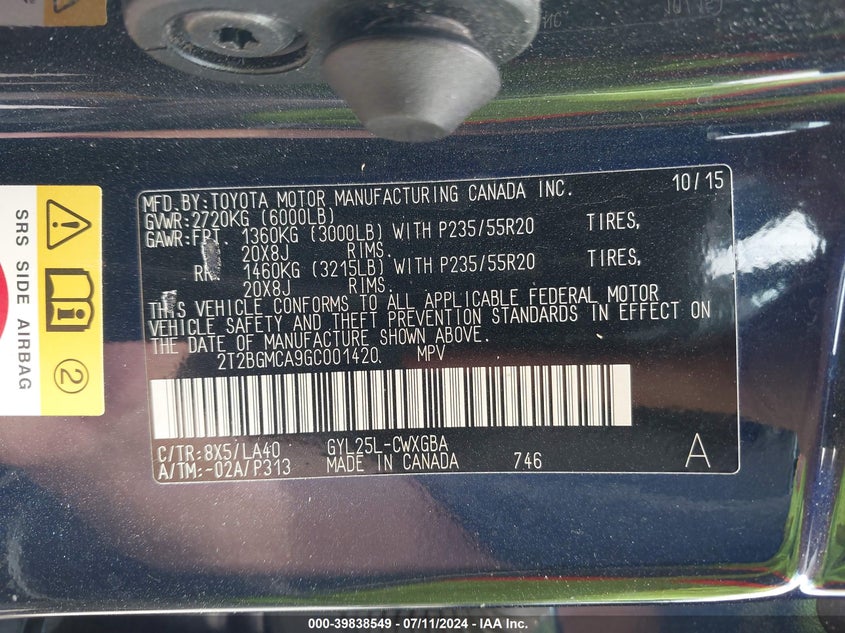 MFD.BY:TOYOTA MOTOR MANUFACTURING CANADA INC. 10/15
GVWR:2720KG (6000LB)
GAWR:FRT. 1360KG (3000LB) WITH P235/55R20 TIRES,
20X8J RIMS.
RR. 1460KG (3215LB) WITH P235/55R20 TIRES,
20X8J RIMS.
THIS VEHICLE CONFORMS TO ALL APPLICABLE FEDERAL MOTOR
VEHICLE SAFETY AND THEFT PREVENTION STANDARDS IN EFFECT ON
THE DATE OF MANUFACTURE SHOWN ABOVE.
2T2BGMCA9GC001420. MPV
C/TR:8X5/LA40 GYL25L-CWXGBA
A/TM:-02A/P313 MADE IN CANADA 746 A
SRS SIDE AIRBAG
i
2
000-39838549 - 07/11/2024 - IAA Inc.